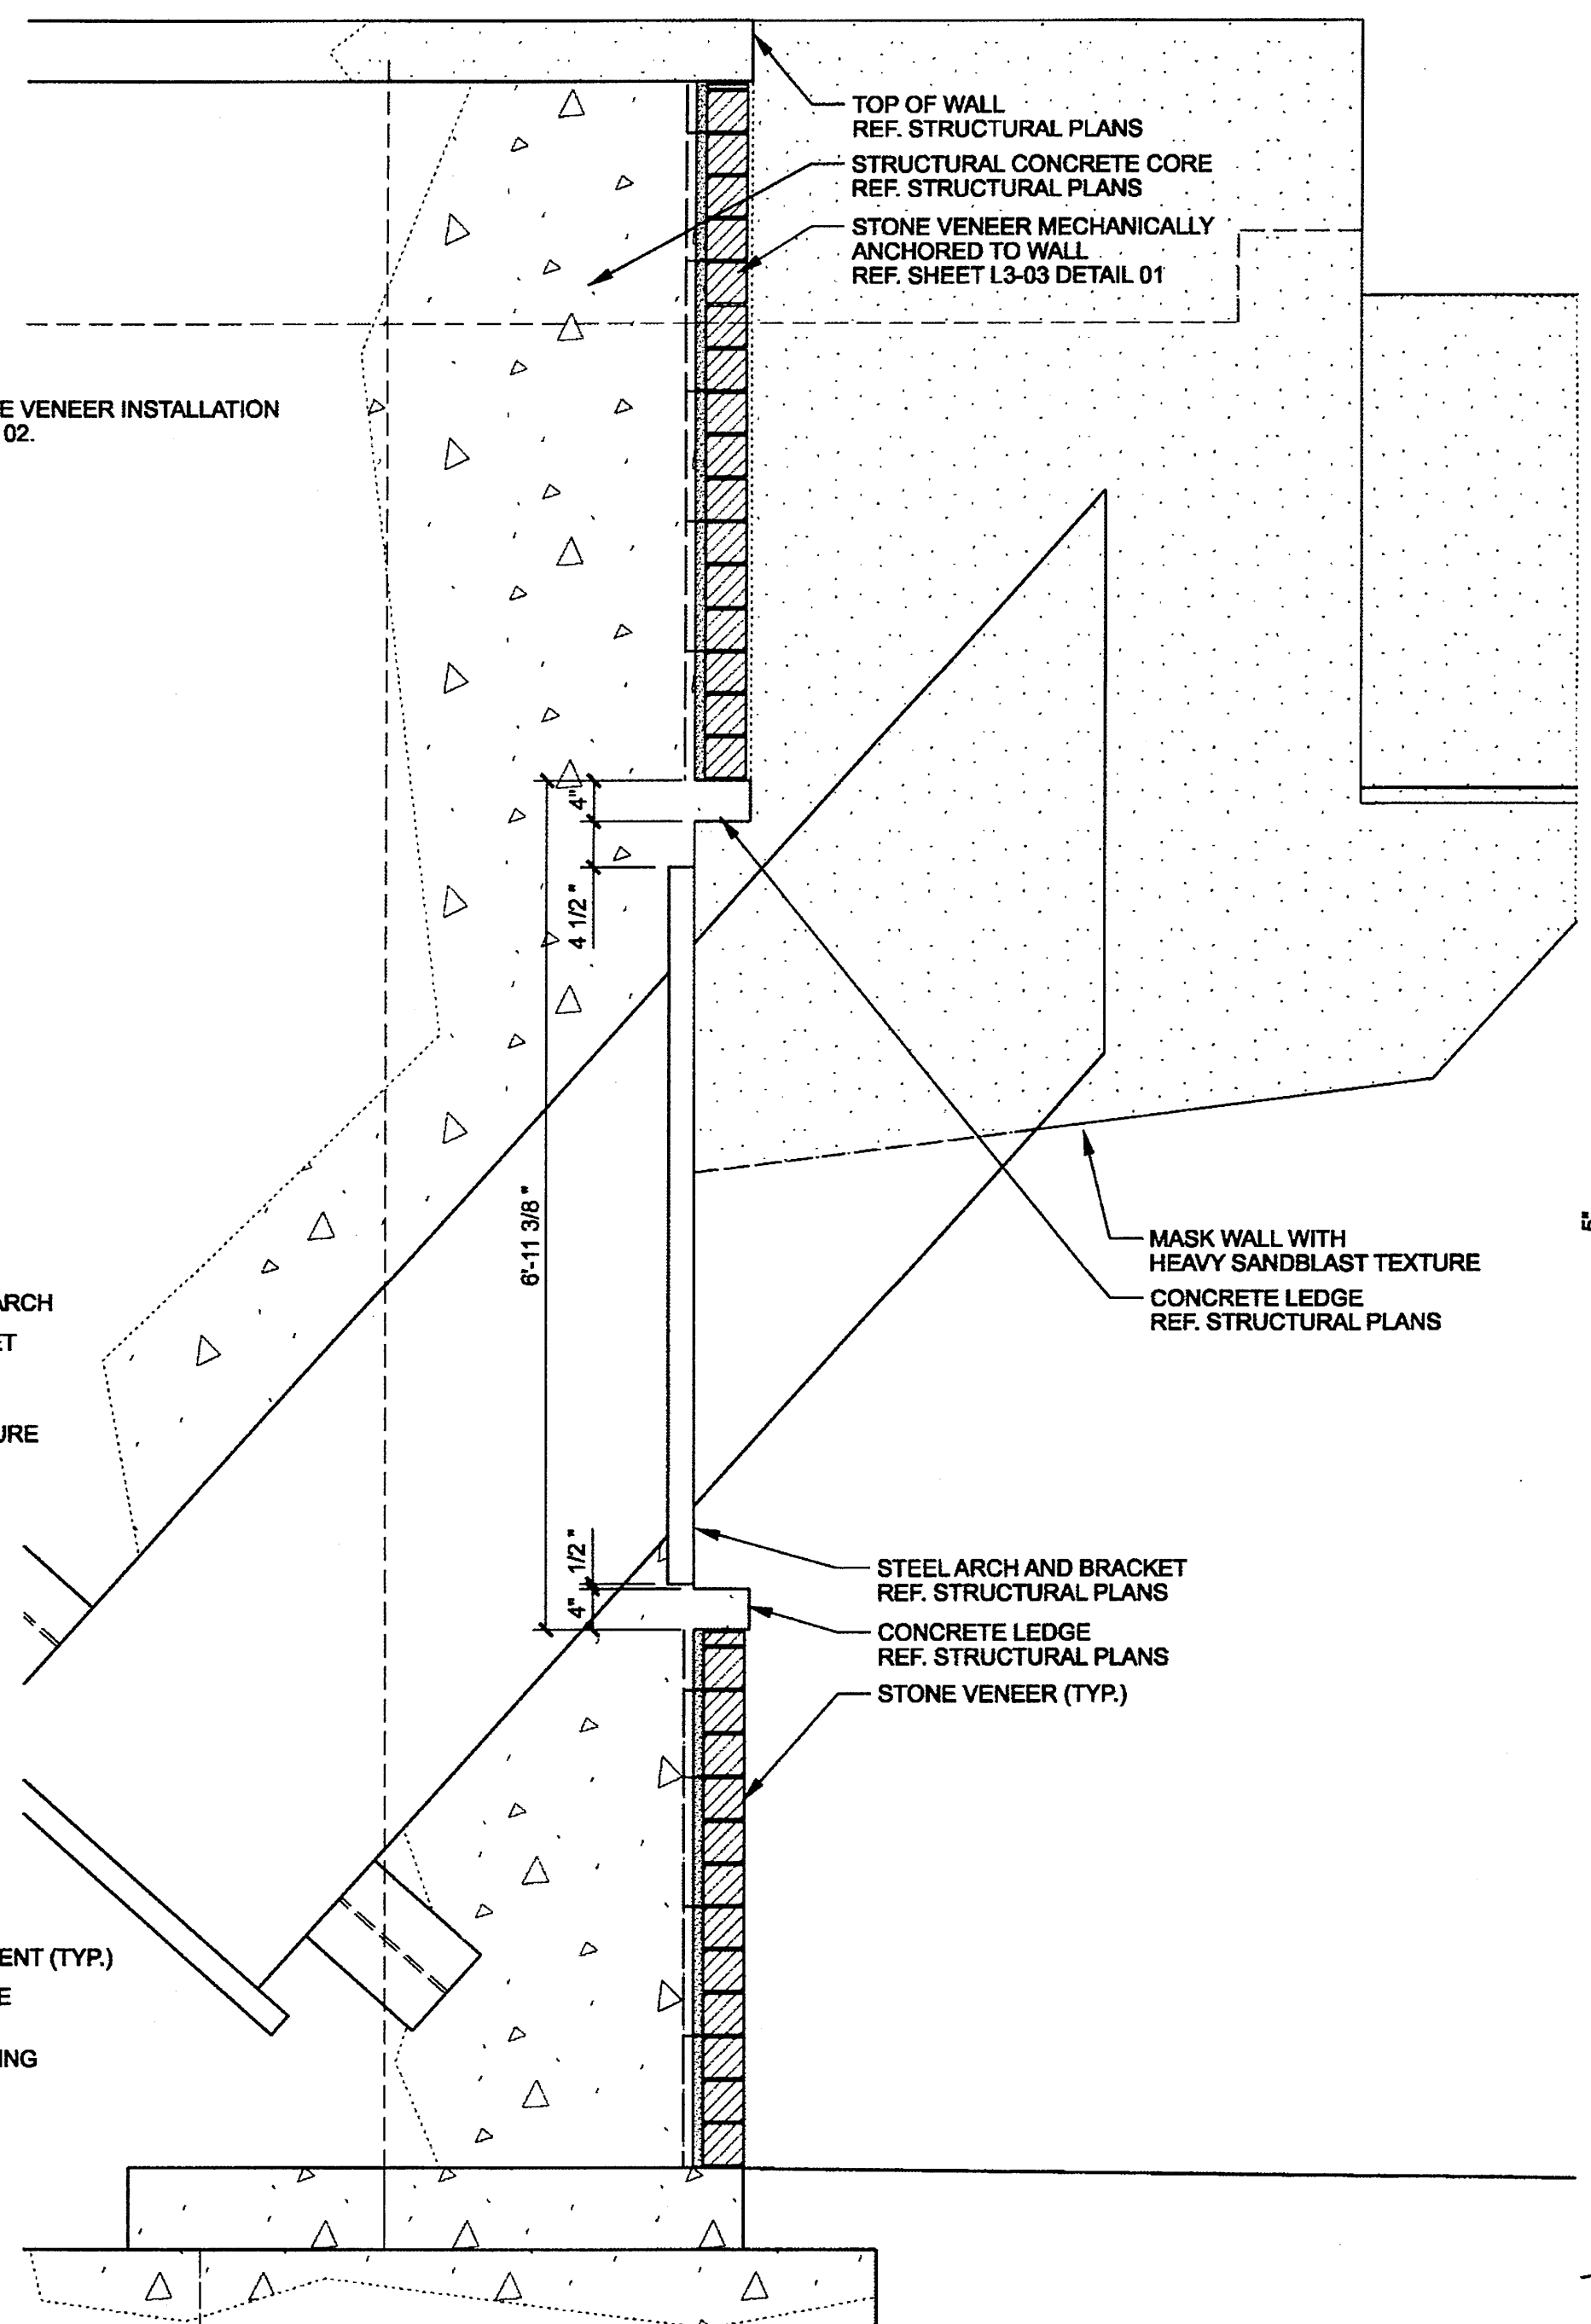 TOP OF WALL
REF. STRUCTURAL PLANS
STRUCTURAL CONCRETE CORE
REF. STRUCTURAL PLANS
STONE VENEER MECHANICALLY
ANCHORED TO WALL
REF. SHEET L3-03 DETAIL 01
E VENEER INSTALLATION
02.
4"
4 1/2 "
6'-11 3/8 "
MASK WALL WITH
HEAVY SANDBLAST TEXTURE
CONCRETE LEDGE
REF. STRUCTURAL PLANS
5"
ARCH
ET
URE
1/2 "
4"
STEEL ARCH AND BRACKET
REF. STRUCTURAL PLANS
CONCRETE LEDGE
REF. STRUCTURAL PLANS
STONE VENEER (TYP.)
ENT (TYP.)
E
ING